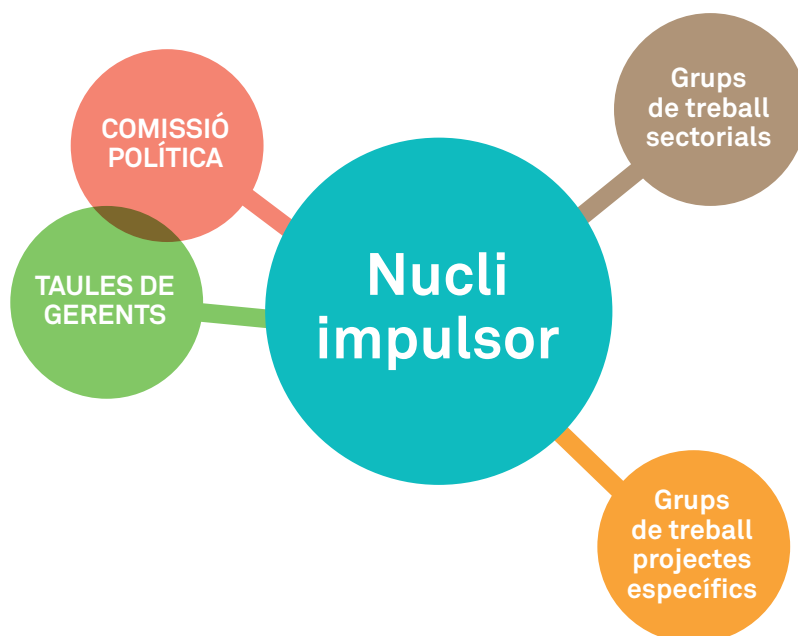 COMISSIÓ
POLÍTICA
TAULES DE
GERENTS
Nucli
impulsor
Grups
de treball
sectorials
Grups
de treball
projectes
específics